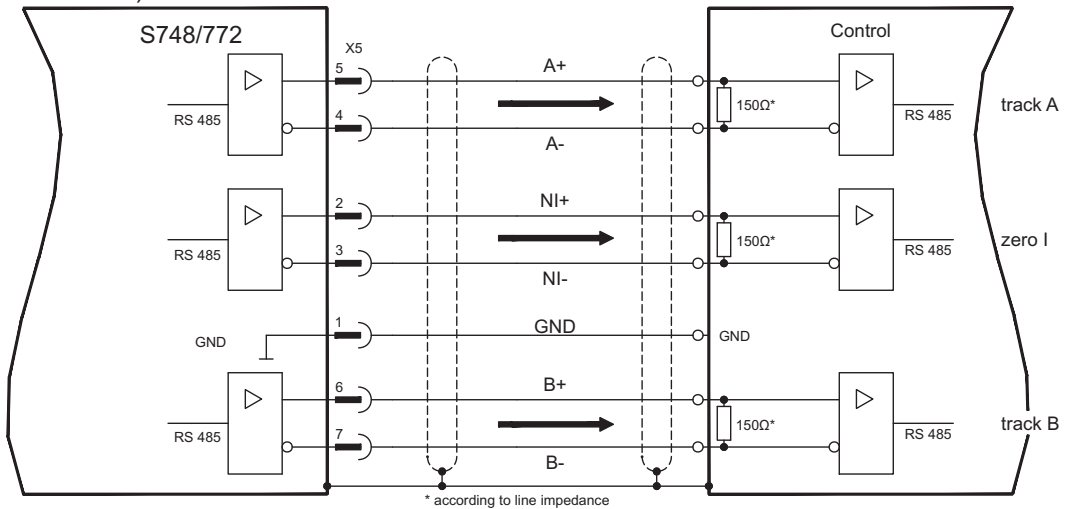 S748/772
Control
X5
5
A+
150Ω*
track A
RS 485
RS 485
4
A-
2
NI+
150Ω*
zero I
RS 485
RS 485
3
NI-
1
GND
GND
GND
6
B+
150Ω*
track B
RS 485
RS 485
7
B-
* according to line impedance